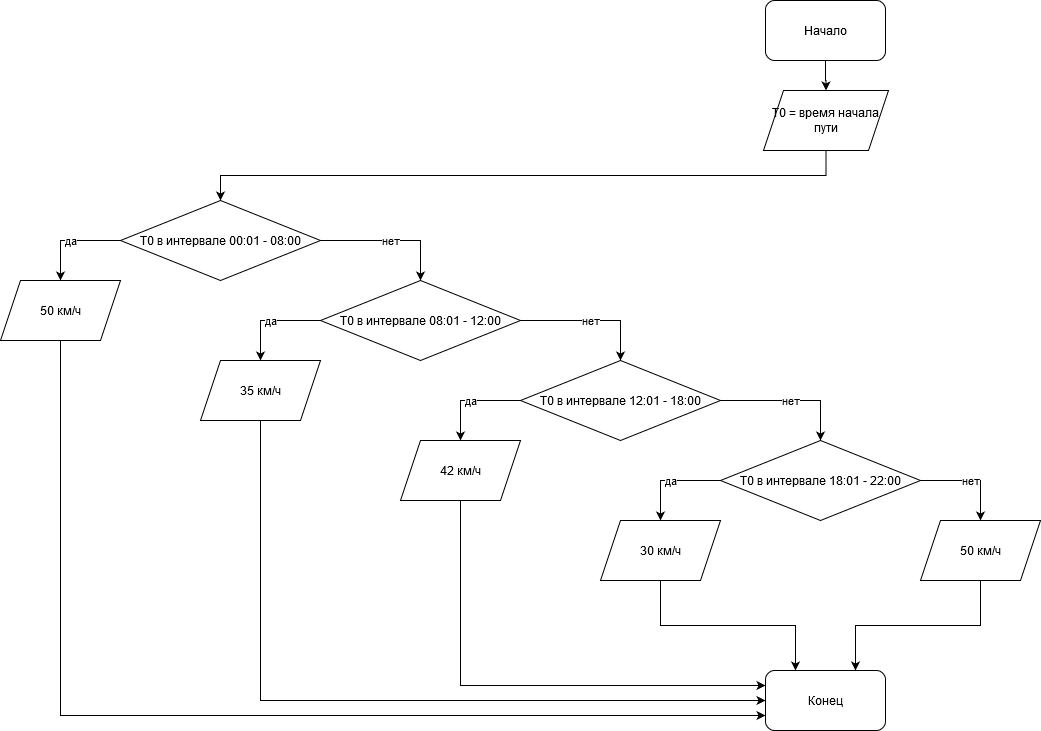 Начало
T0 = время начала
пути
T0 в интервале 00:01 - 08:00
да
нет
50 км/ч
T0 в интервале 08:01 - 12:00
да
нет
35 км/ч
T0 в интервале 12:01 - 18:00
да
нет
42 км/ч
T0 в интервале 18:01 - 22:00
да
нет
30 км/ч
50 км/ч
Конец